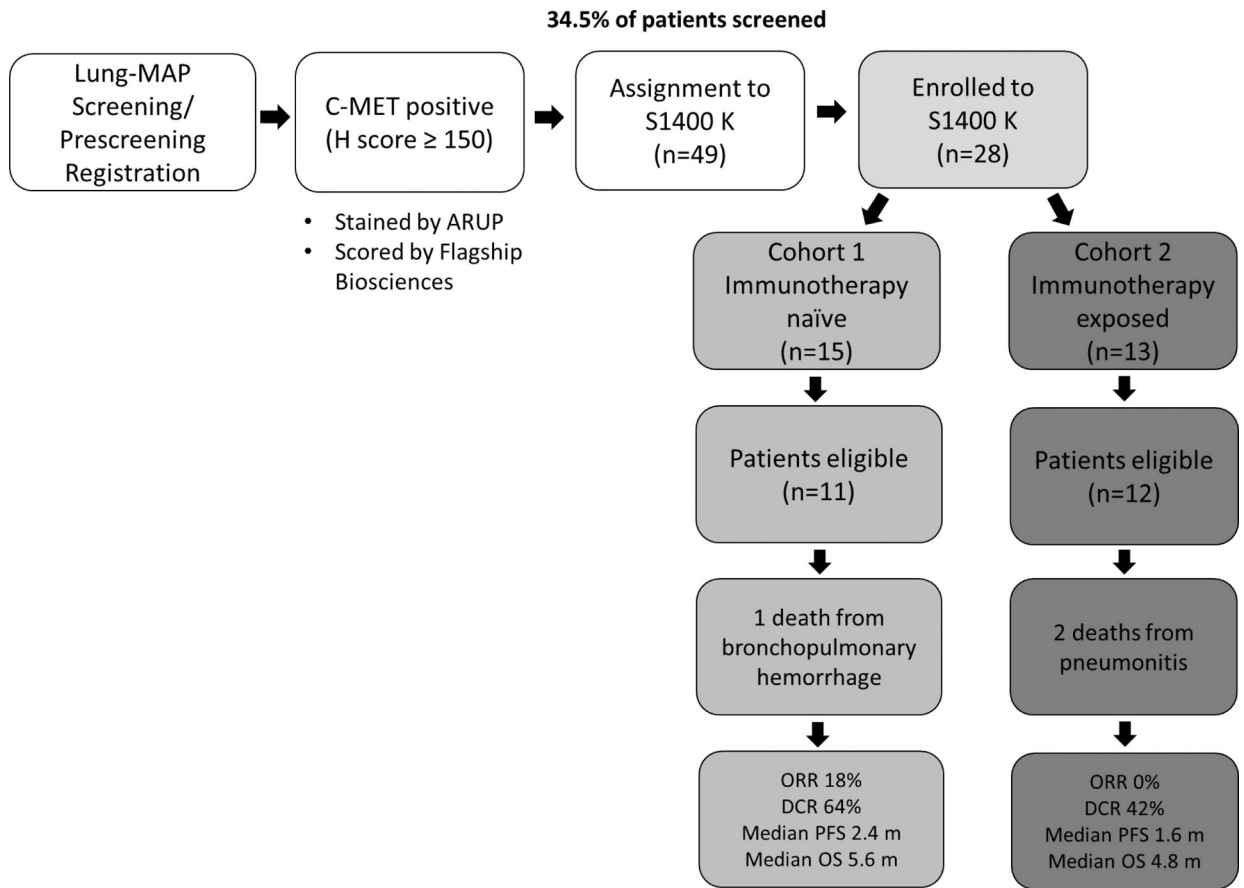 34.5% of patients screened
Lung-MAP
Screening/
Prescreening
Registration
C-MET positive
(H score ≥ 150)
Assignment to
S1400 K
(n=49)
Enrolled to
S1400 K
(n=28)
• Stained by ARUP
• Scored by Flagship
Biosciences
Cohort 1
Immunotherapy
naïve
(n=15)
Cohort 2
Immunotherapy
exposed
(n=13)
Patients eligible
(n=11)
Patients eligible
(n=12)
1 death from
bronchopulmonary
hemorrhage
2 deaths from
pneumonitis
ORR 18%
DCR 64%
Median PFS 2.4 m
Median OS 5.6 m
ORR 0%
DCR 42%
Median PFS 1.6 m
Median OS 4.8 m